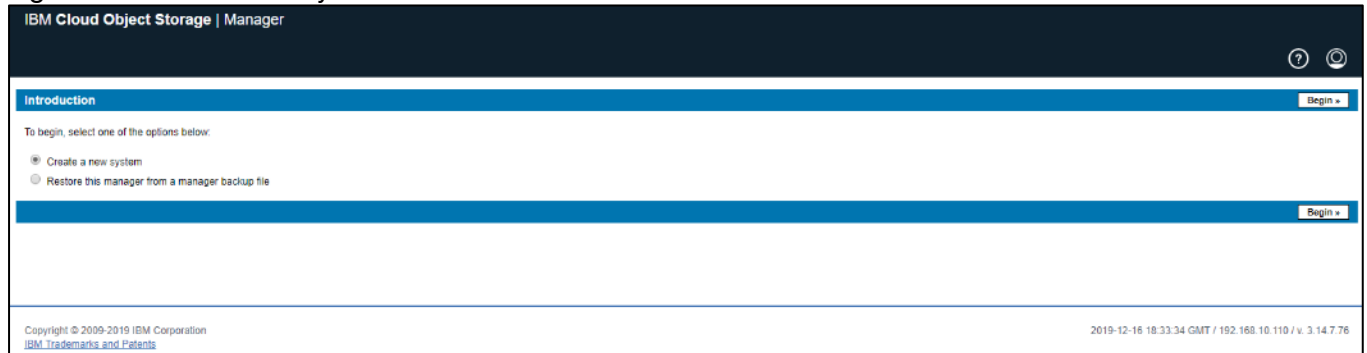 IBM Cloud Object Storage | Manager
?
Introduction
Begin »
To begin, select one of the options below:
Create a new system
Restore this manager from a manager backup file
Begin »
Copyright © 2009-2019 IBM Corporation
2019-12-16 18:33:34 GMT / 192.168.10.110 / v. 3.14.7.76
IBM Trademarks and Patents